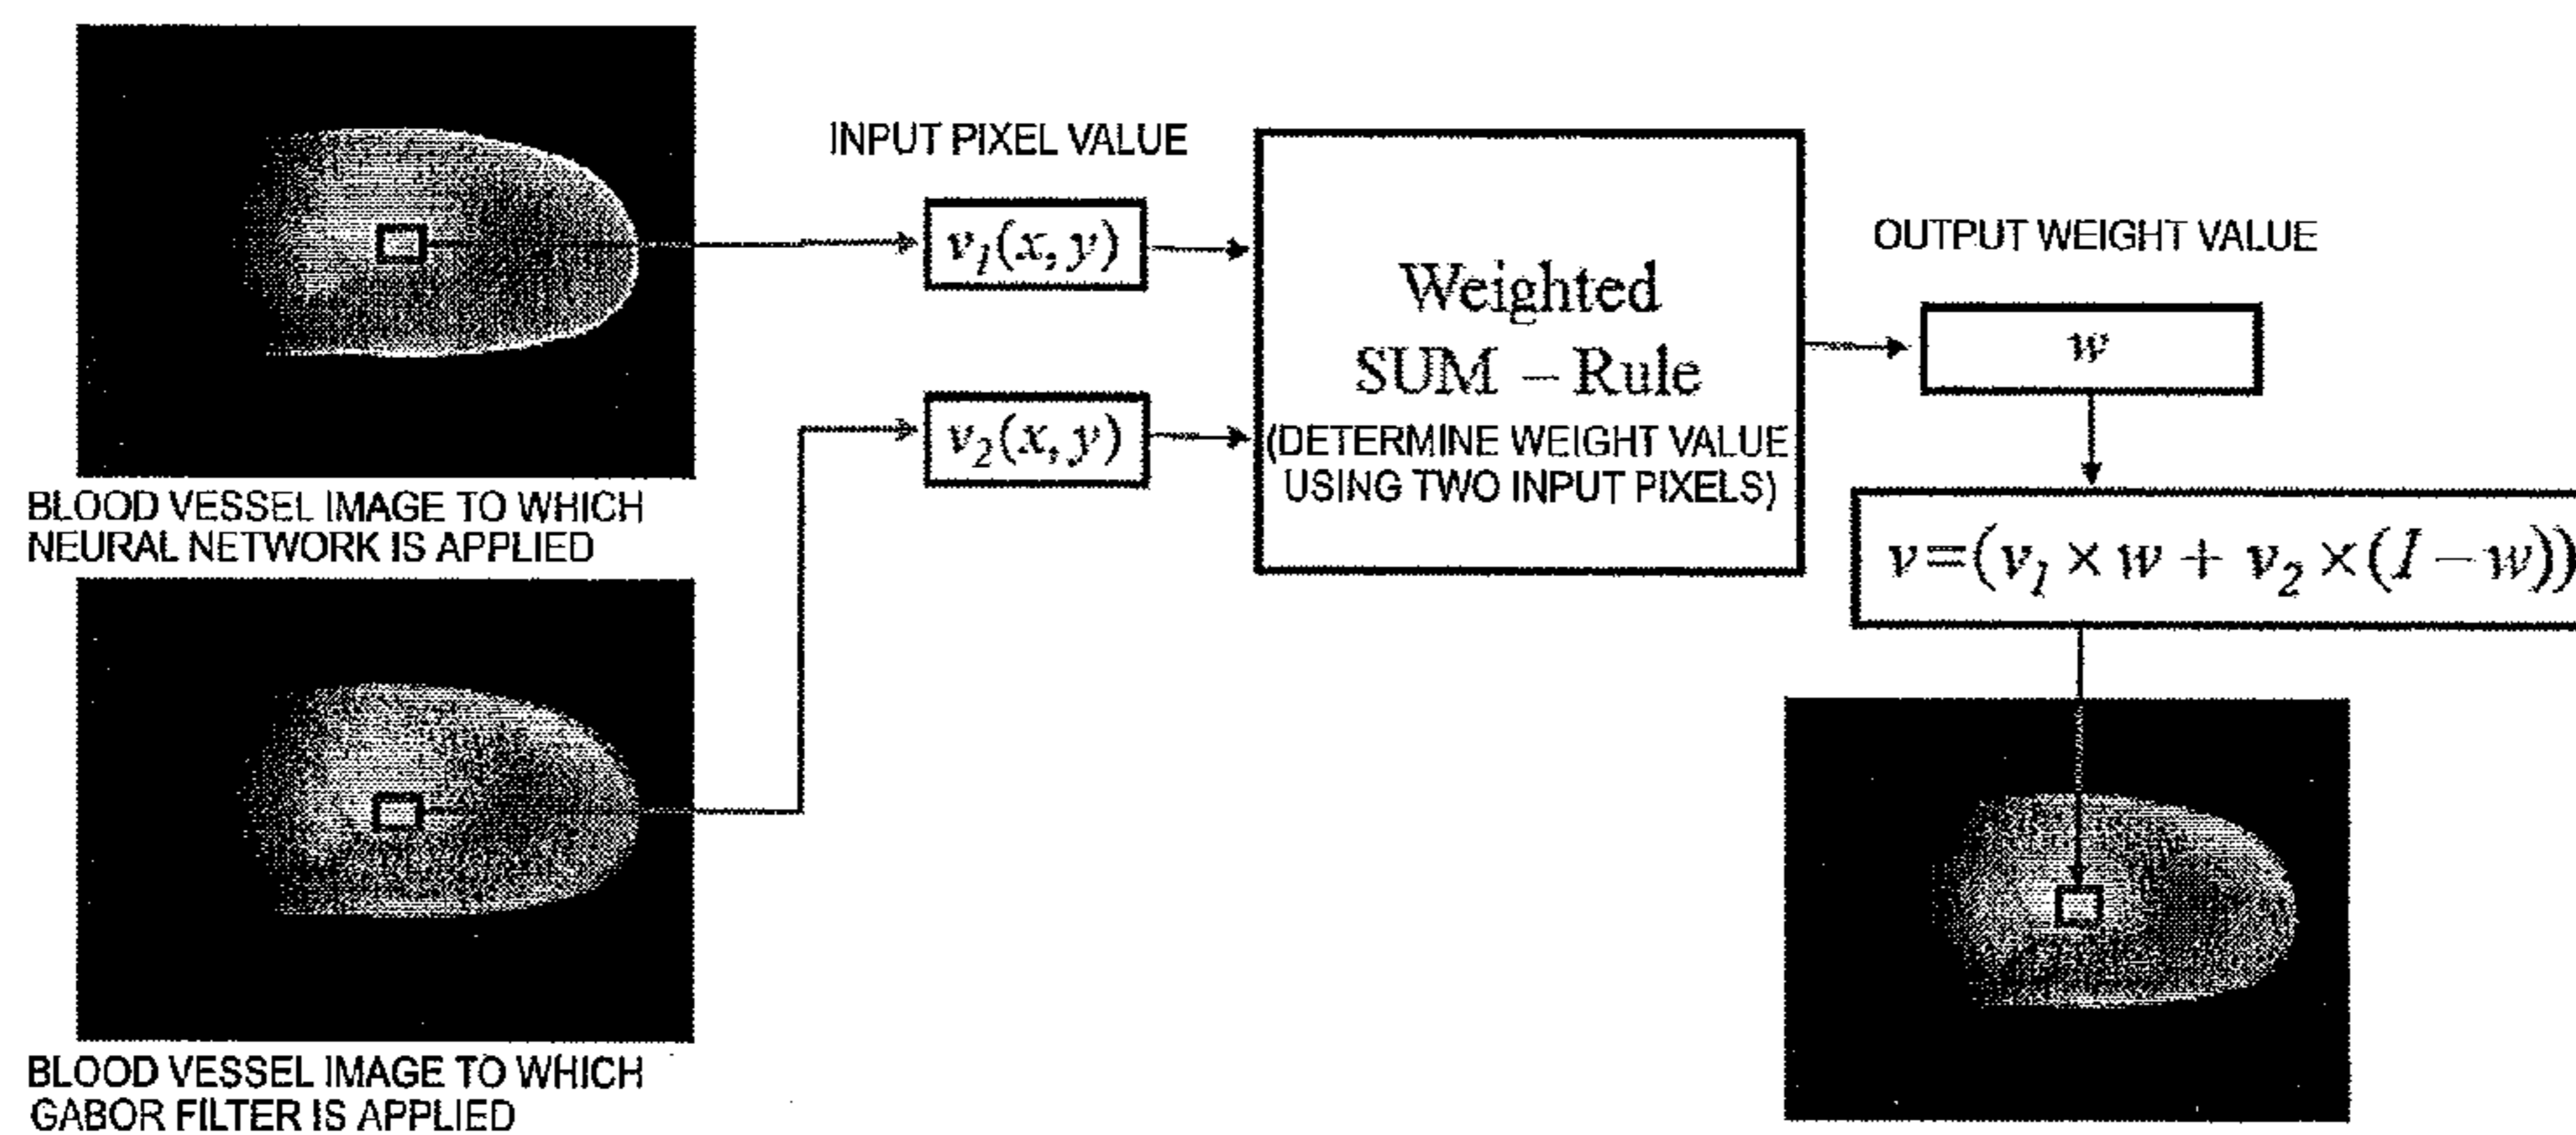 BLOOD VESSEL IMAGE TO WHICH
NEURAL NETWORK IS APPLIED
BLOOD VESSEL IMAGE TO WHICH
GABOR FILTER IS APPLIED
INPUT PIXEL VALUE
v₁(x, y)
v₂(x, y)
Weighted
SUM – Rule
(DETERMINE WEIGHT VALUE
USING TWO INPUT PIXELS)
OUTPUT WEIGHT VALUE
w
v=(v₁ × w + v₂ × (1 – w))